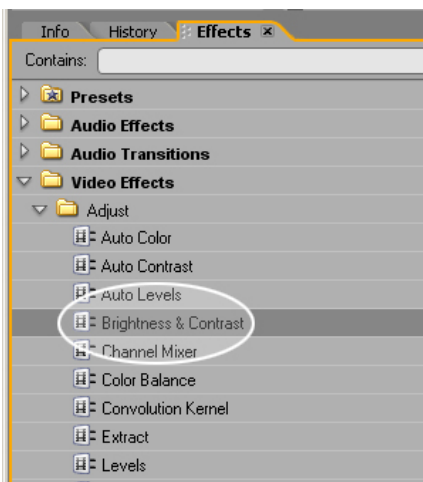 Info History Effects
Contains:
Presets
Audio Effects
Audio Transitions
Video Effects
Adjust
Auto Color
Auto Contrast
Auto Levels
Brightness & Contrast
Channel Mixer
Color Balance
Convolution Kernel
Extract
Levels